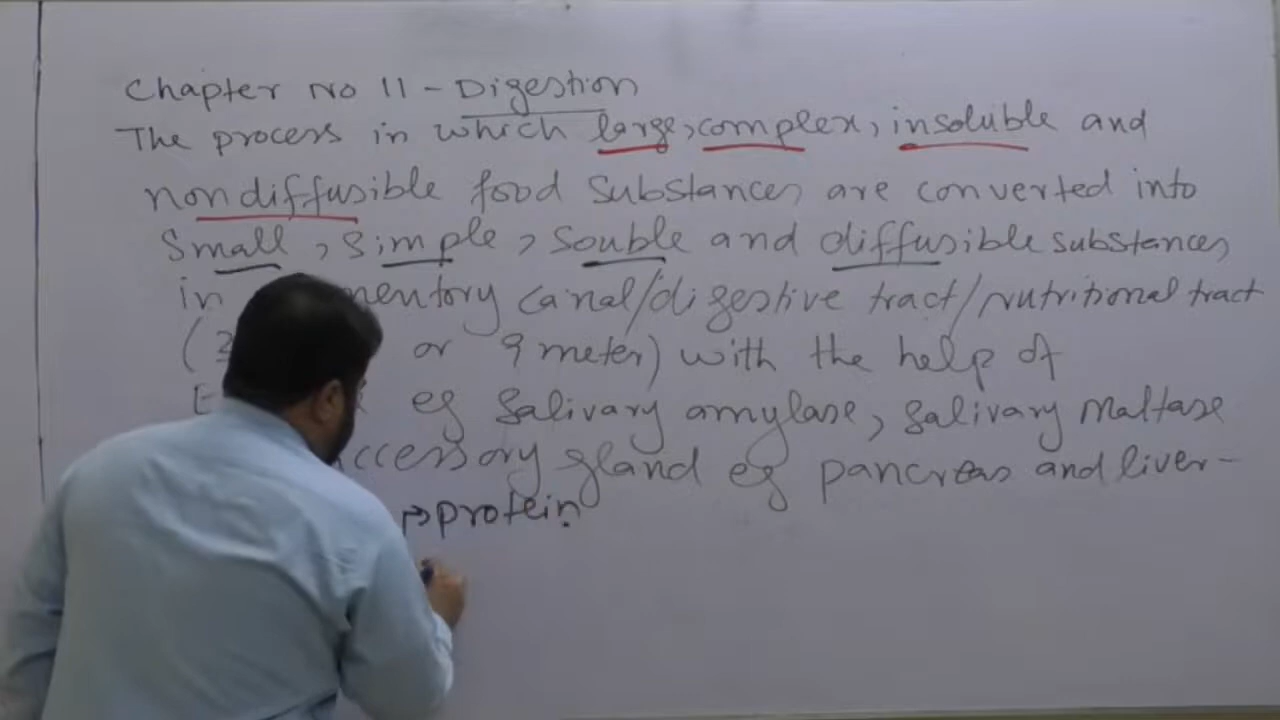 Chapter No 11 - Digestion
The process in which large, complex, insoluble and
nondiffusible food substances are converted into
Small, Simple, Souble and diffusible substances,
in canal/digestive tract/nutritional tract
or 9 meter) with the help of
eg Salivary amylase, Salivary Maltase
gland eg pancreas and liver-
→protein